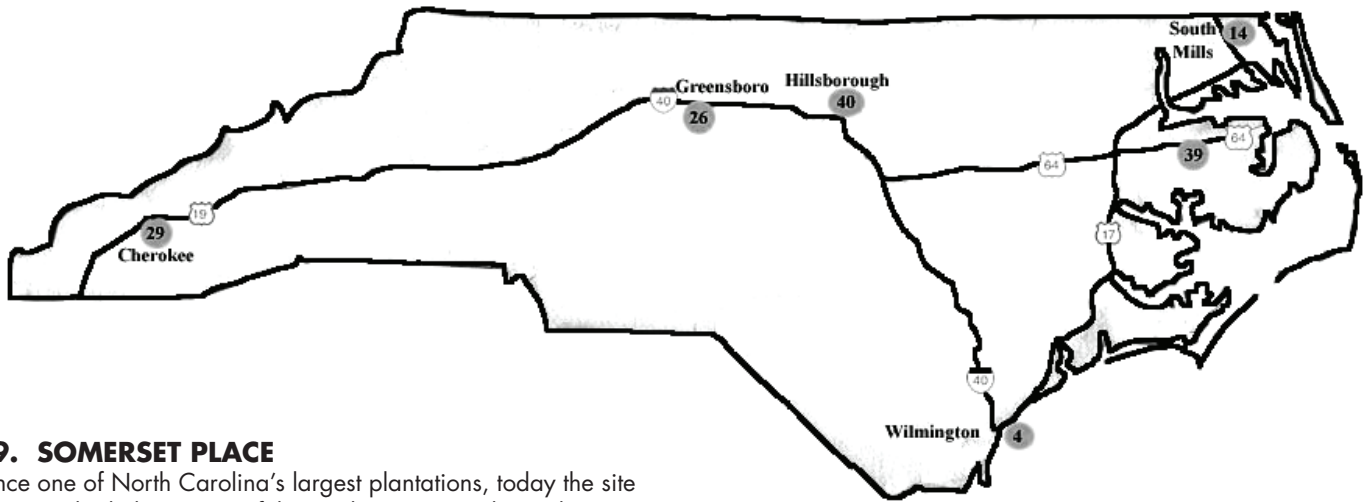 South 14
Mills
Greensboro Hillsborough
40 26 40
64 39 64
19
29
Cherokee
17
40
Wilmington 4
9. SOMERSET PLACE
nce one of North Carolina's largest plantations, today the site